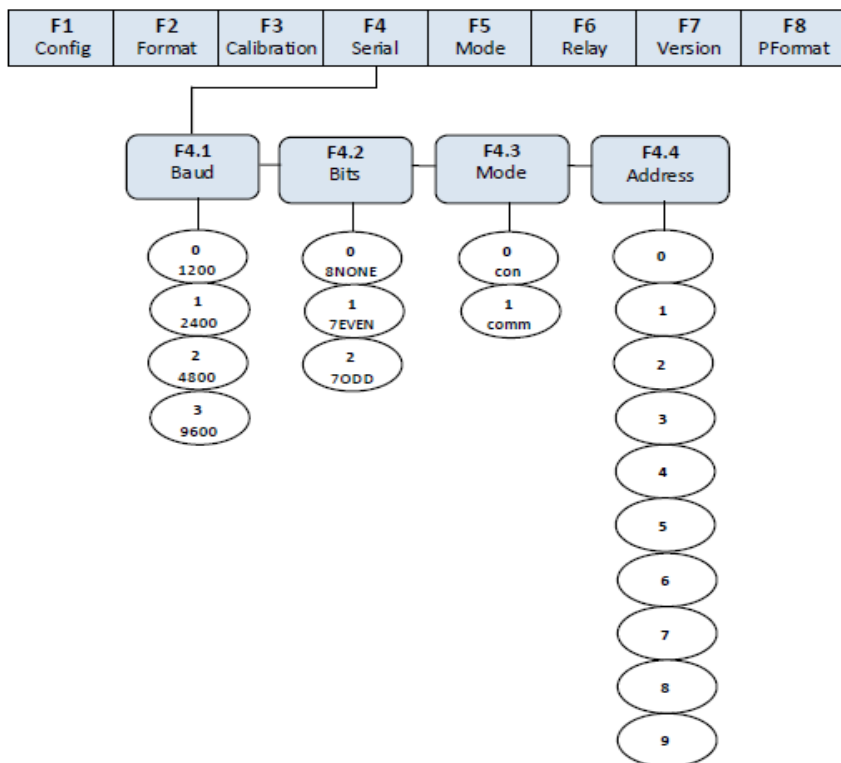 F1 F2 F3 F4 F5 F6 F7 F8
Config Format Calibration Serial Mode Relay Version PFormat
F4.1 F4.2 F4.3 F4.4
Baud Bits Mode Address
0 0 0 0
1200 8NONE con
1 1 1 1
2400 7EVEN comm
2 2 2
4800 7ODD
3 3
9600
4
5
6
7
8
9